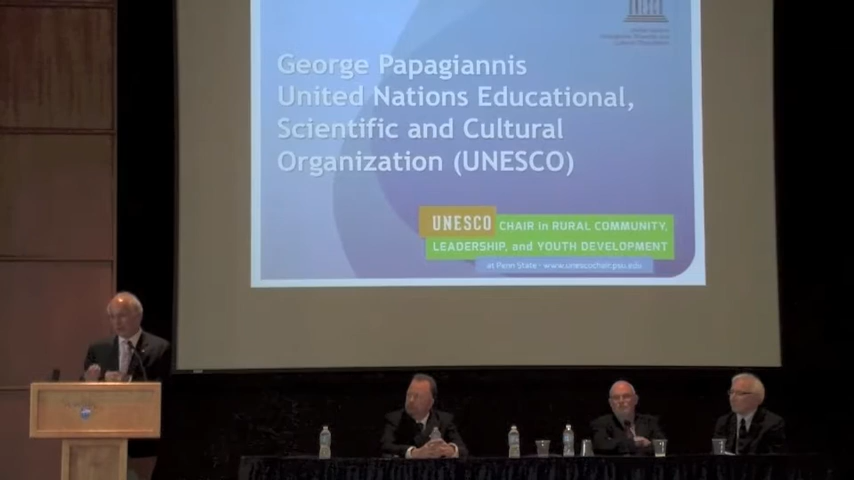 UNESCO
George Papagiannis
United Nations Educational,
Scientific and Cultural
Organization (UNESCO)
UNESCO CHAIR in RURAL COMMUNITY,
LEADERSHIP, and YOUTH DEVELOPMENT
at Penn State - www.unescochair.psu.edu